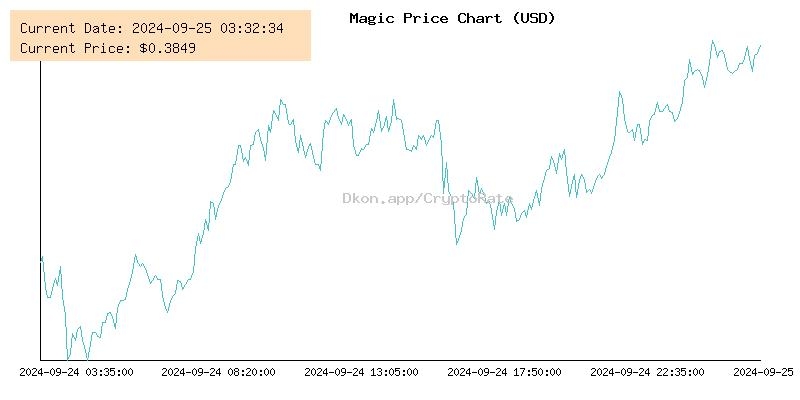 Magic Price Chart (USD)
Current Date: 2024-09-25 03:32:34
Current Price: $0.3849
Dkon.app/CryptoRate
2024-09-24 03:35:00 2024-09-24 08:20:00 2024-09-24 13:05:00 2024-09-24 17:50:00 2024-09-24 22:35:00 2024-09-25